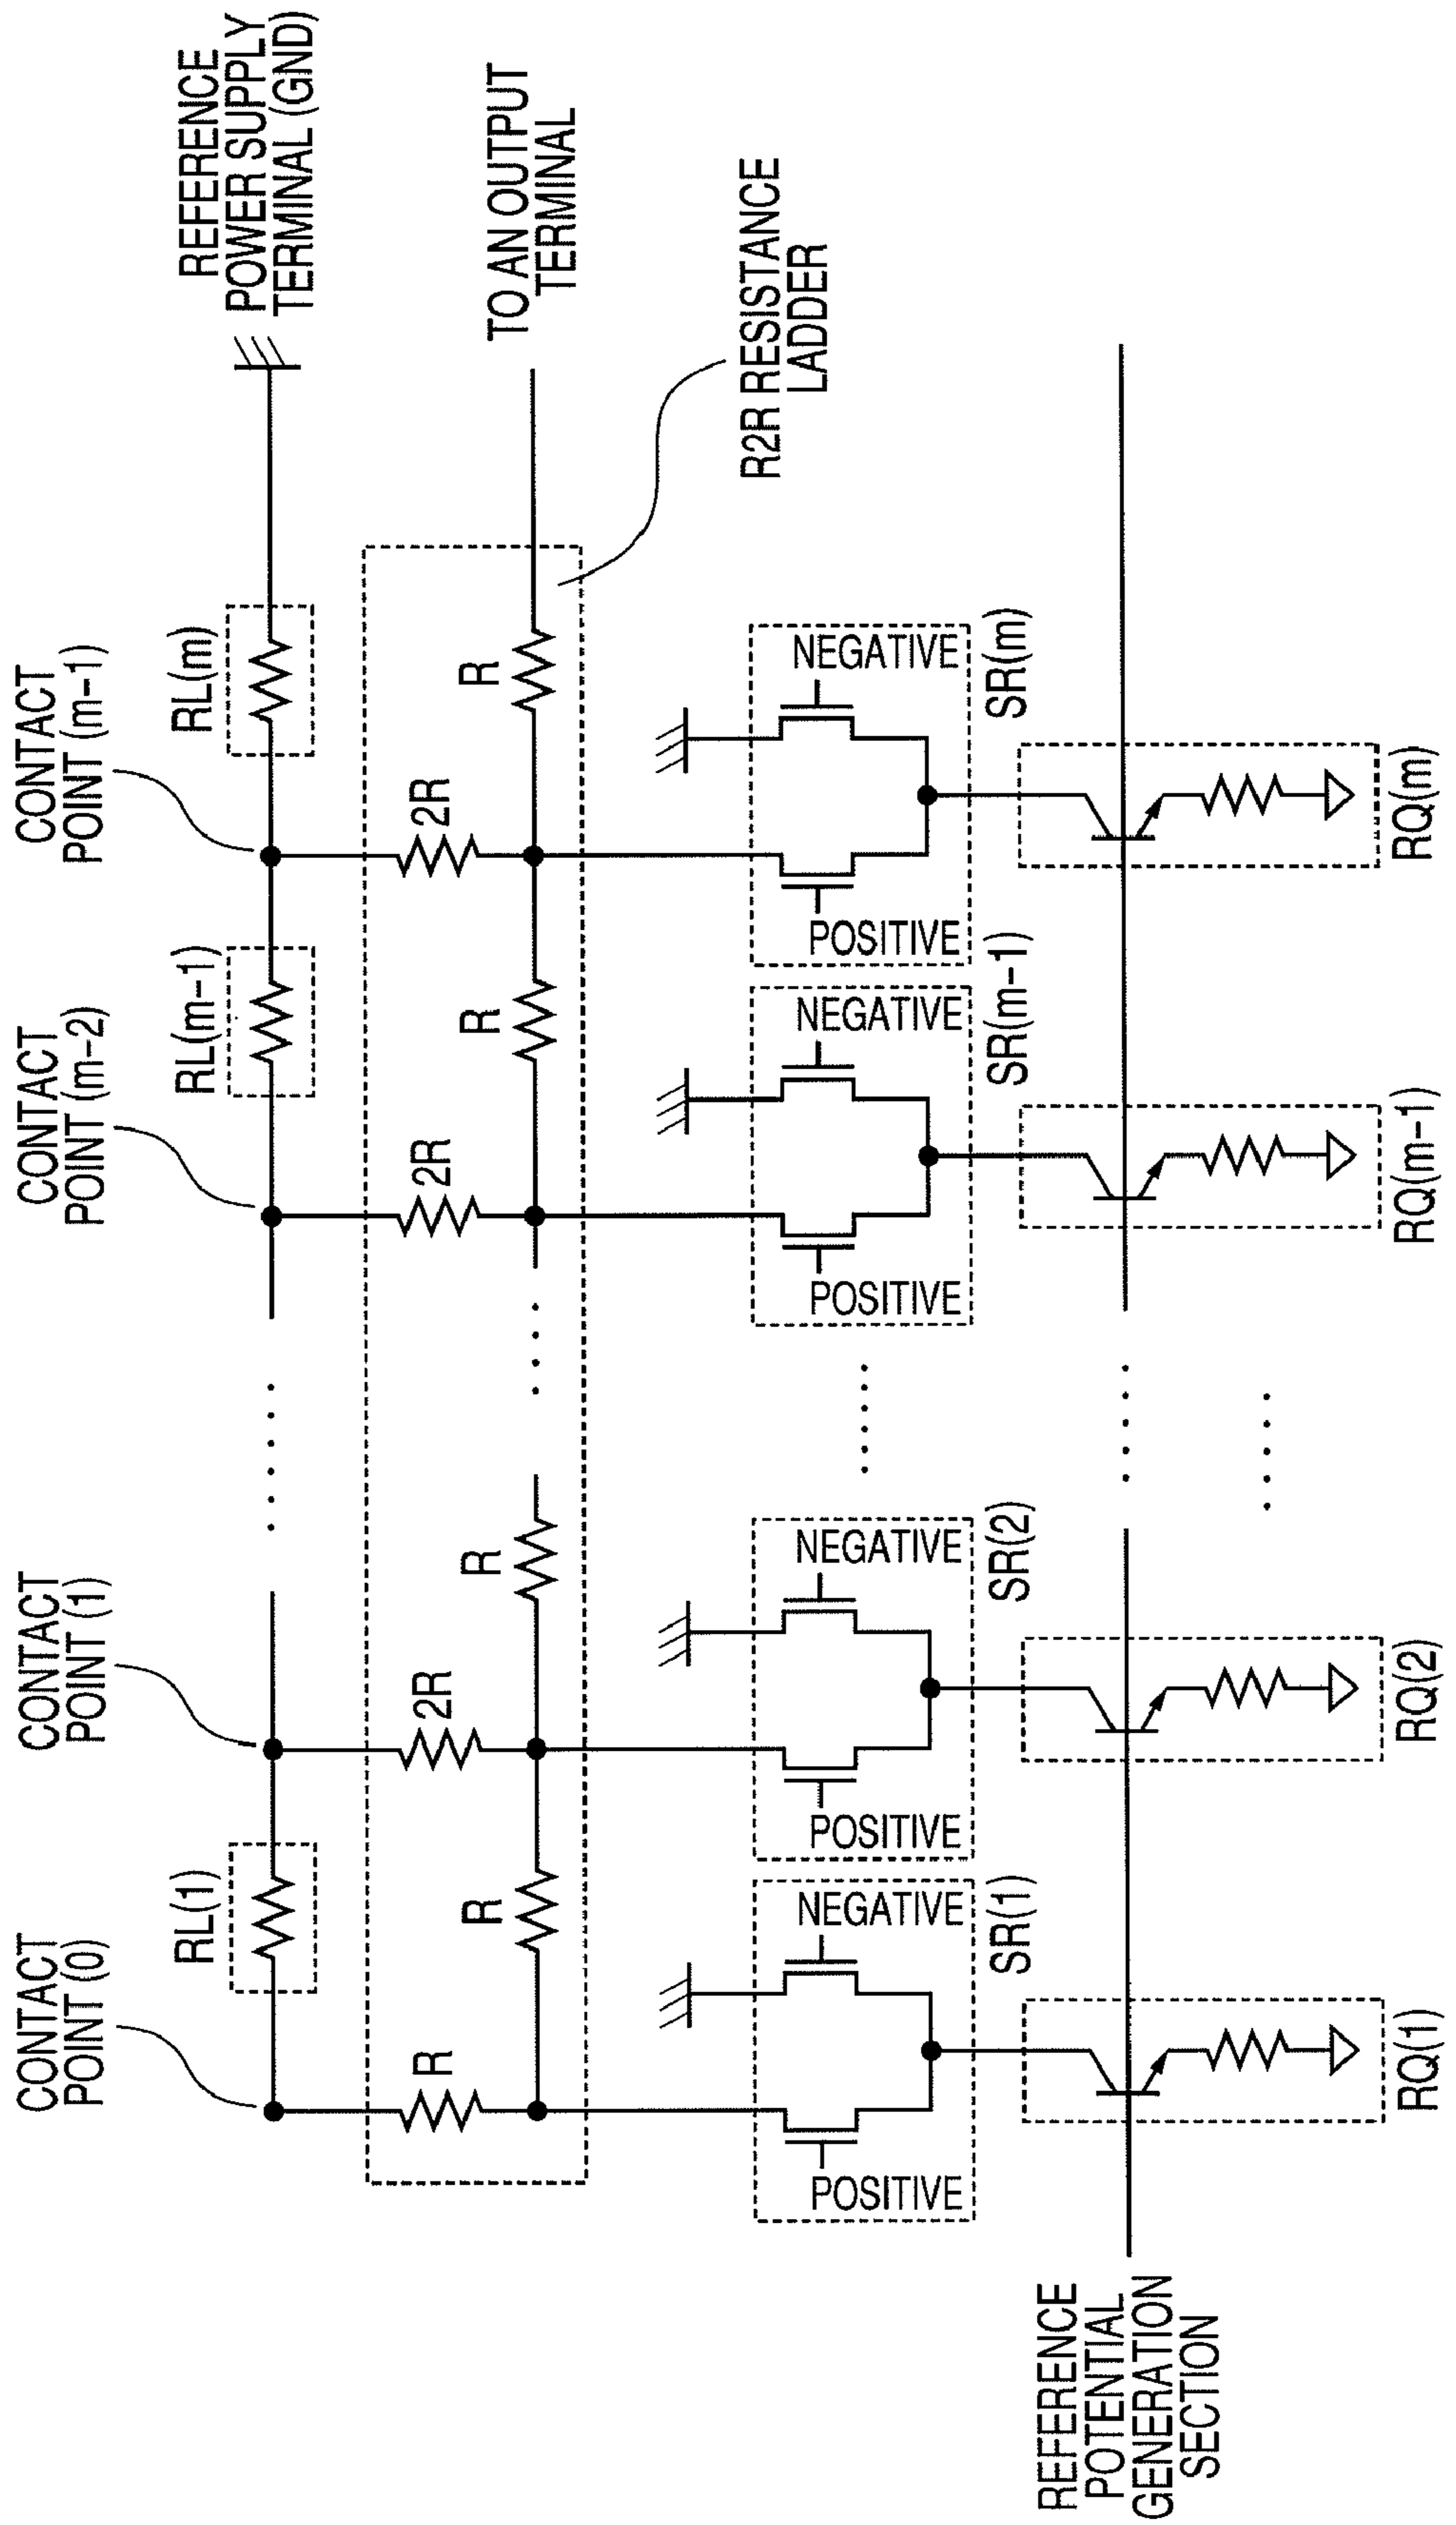 CONTACT
POINT (0)
CONTACT
POINT (1)
CONTACT
POINT (m-2)
CONTACT
POINT (m-1)
RL(1)
RL(m-1)
RL(m)
REFERENCE
POWER SUPPLY
TERMINAL (GND)
R
2R
2R
2R
R
R
R
R
TO AN OUTPUT
TERMINAL
R2R RESISTANCE
LADDER
POSITIVE
NEGATIVE
SR(1)
POSITIVE
NEGATIVE
SR(2)
POSITIVE
NEGATIVE
SR(m-1)
POSITIVE
NEGATIVE
SR(m)
REFERENCE
POTENTIAL
GENERATION
SECTION
RQ(1)
RQ(2)
RQ(m-1)
RQ(m)